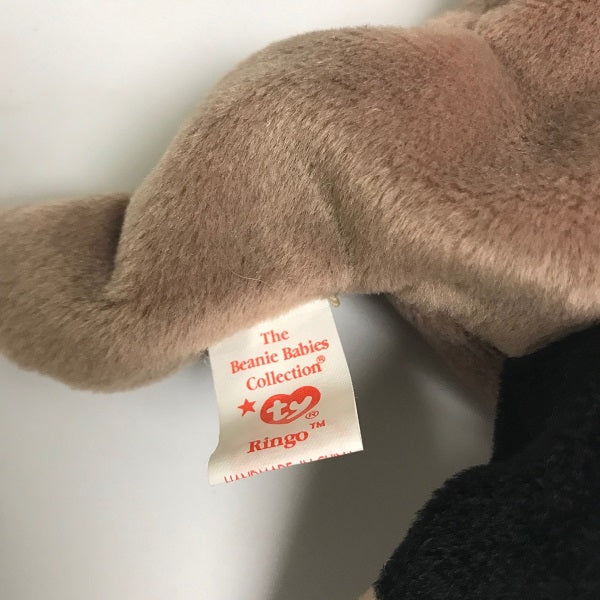 The
Beanie Babies
Collection®
★ ty®
Ringo™
HANDMADE IN CHINA